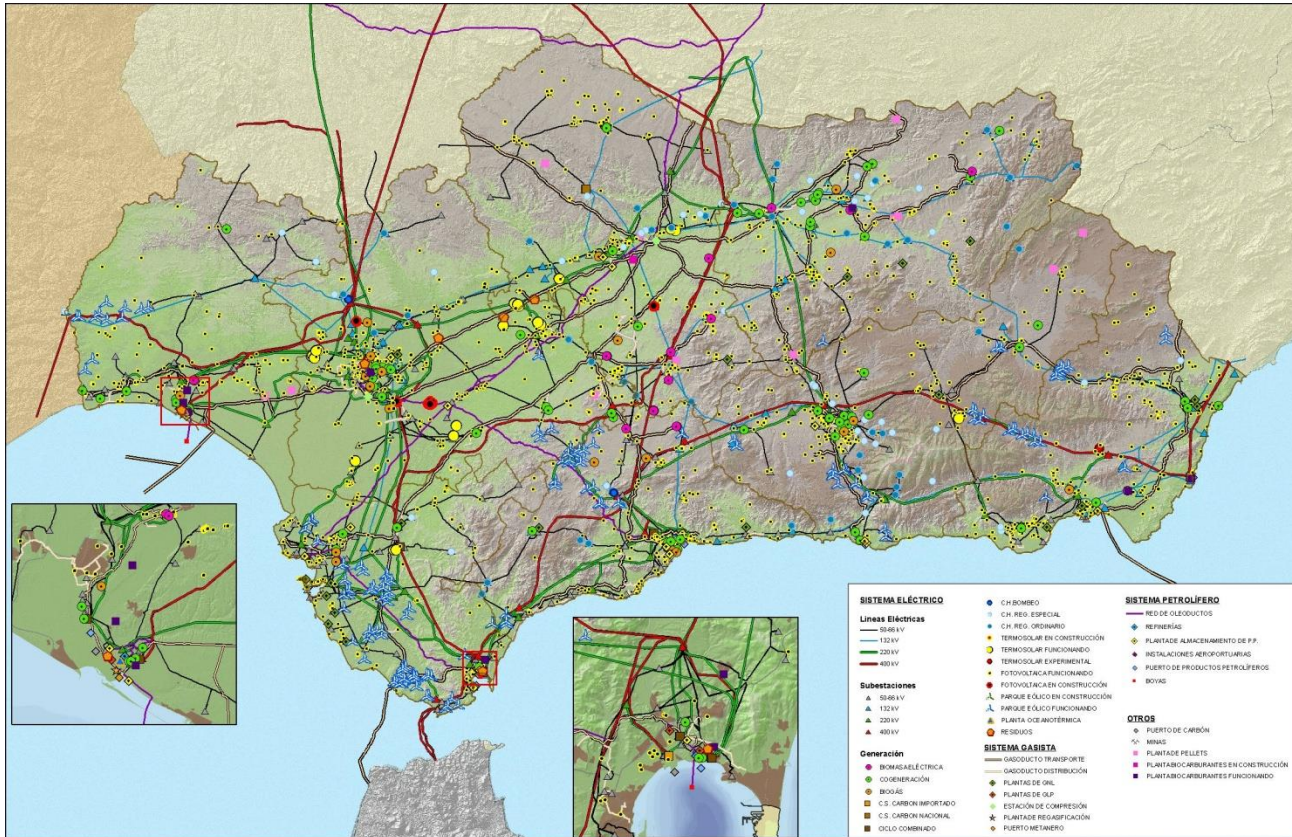 SISTEMA ELÉCTRICO
Líneas Eléctricas
50-66 kV
132 kV
220 kV
400 kV
Subestaciones
50-66 kV
132 kV
220 kV
400 kV
Generación
BIOMASA ELÉCTRICA
COGENERACIÓN
BIOGÁS
C.S. CARBON IMPORTADO
C.S. CARBON NACIONAL
CICLO COMBINADO
C.H. BOMBEO
C.H. REG. ESPECIAL
C.H. REG. ORDINARIO
TERMOSOLAR EN CONSTRUCCIÓN
TERMOSOLAR FUNCIONANDO
TERMOSOLAR EXPERIMENTAL
FOTOVOLTAICA FUNCIONANDO
FOTOVOLTAICA EN CONSTRUCCIÓN
PARQUE EÓLICO EN CONSTRUCCIÓN
PARQUE EÓLICO FUNCIONANDO
PLANTA OCEANOTÉRMICA
RESIDUOS
SISTEMA GASISTA
GASODUCTO TRANSPORTE
GASODUCTO DISTRIBUCIÓN
PLANTAS DE GNL
PLANTAS DE GLP
ESTACIÓN DE COMPRESIÓN
PLANTA DE REGASIFICACIÓN
PUERTO METANERO
SISTEMA PETROLÍFERO
RED DE OLEODUCTOS
REFINERÍAS
PLANTA DE ALMACENAMIENTO DE P.P.
INSTALACIONES AEROPORTUARIAS
PUERTO DE PRODUCTOS PETROLÍFEROS
BOYAS
OTROS
PUERTO DE CARBÓN
MINAS
PLANTA DE PELLETS
PLANTA BIOCARBURANTES EN CONSTRUCCIÓN
PLANTA BIOCARBURANTES FUNCIONANDO